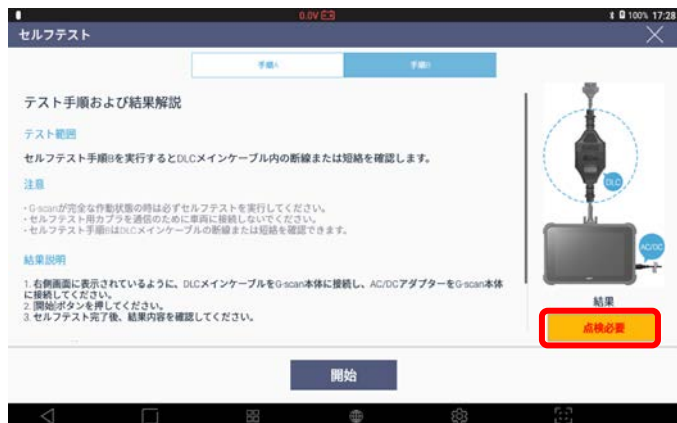 0.0V
100% 17:28
セルフテスト
手順A
手順B
テスト手順および結果解説
テスト範囲
セルフテスト手順Bを実行するとDLCメインケーブル内の断線または短絡を確認します。
注意
・G-scanが完全な作動状態の時は必ずセルフテストを実行してください。
・セルフテスト用カプラを通信のために車両に接続しないでください。
・セルフテスト手順BはDLCメインケーブルの断線または短絡を確認できます。
結果説明
1. 右側画面に表示されているように、DLCメインケーブルをG-scan本体に接続し、AC/DCアダプターをG-scan本体
に接続してください。
2. [開始]ボタンを押してください。
3. セルフテスト完了後、結果内容を確認してください。
DLC
AC/DC
結果
点検必要
開始